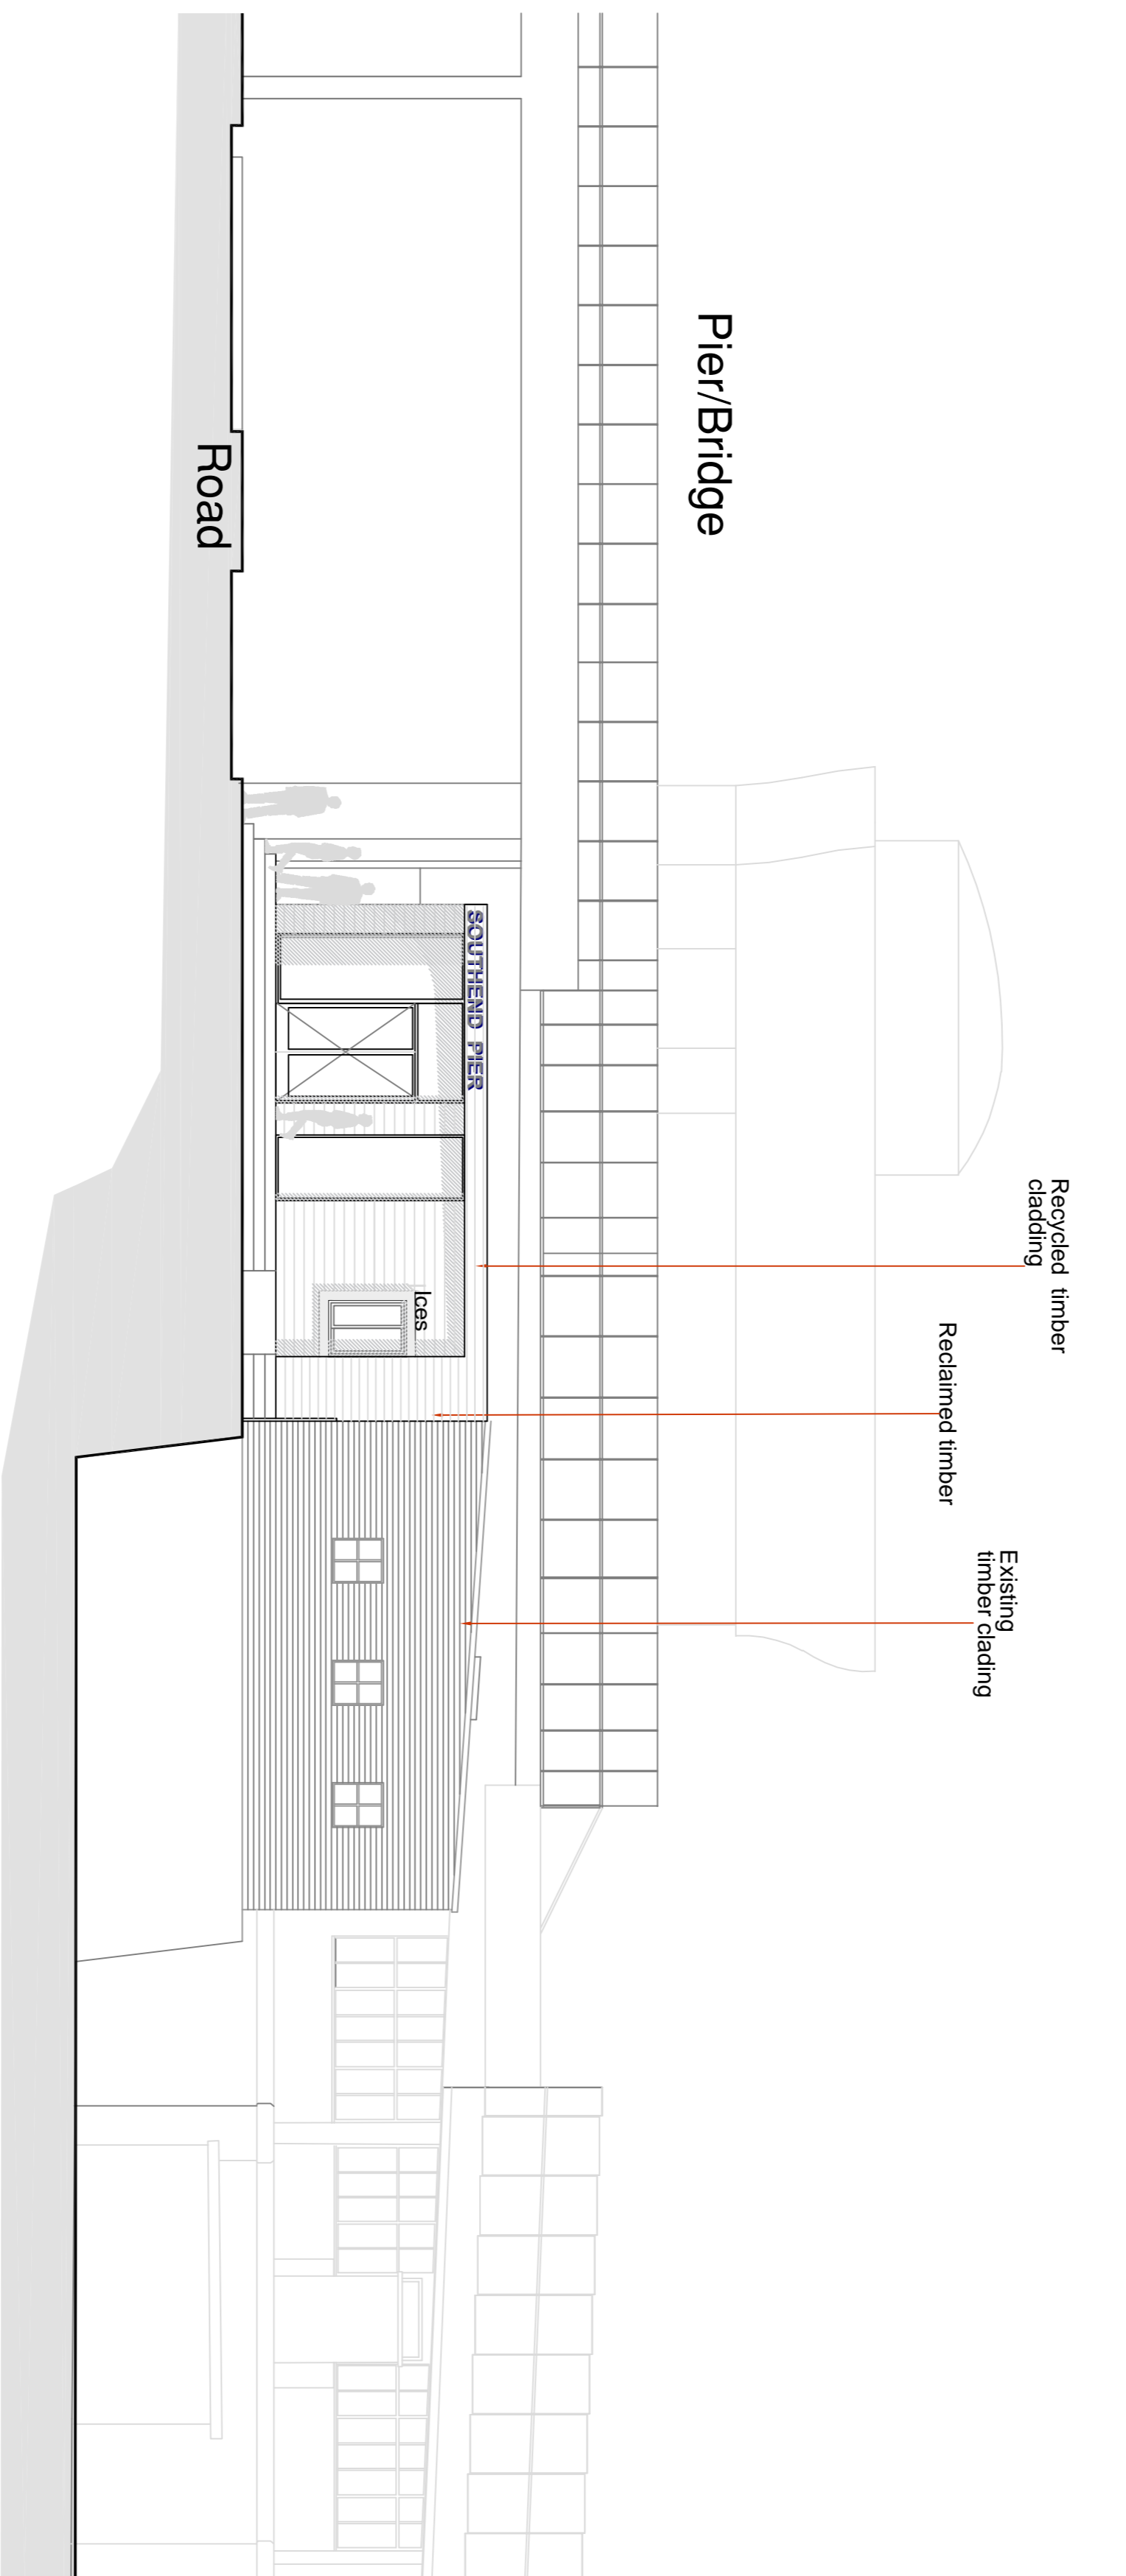 Pier/Bridge
Road
SOUTHEND PIER
Ices
Recycled timber
cladding
Reclaimed timber
Existing
timber clading